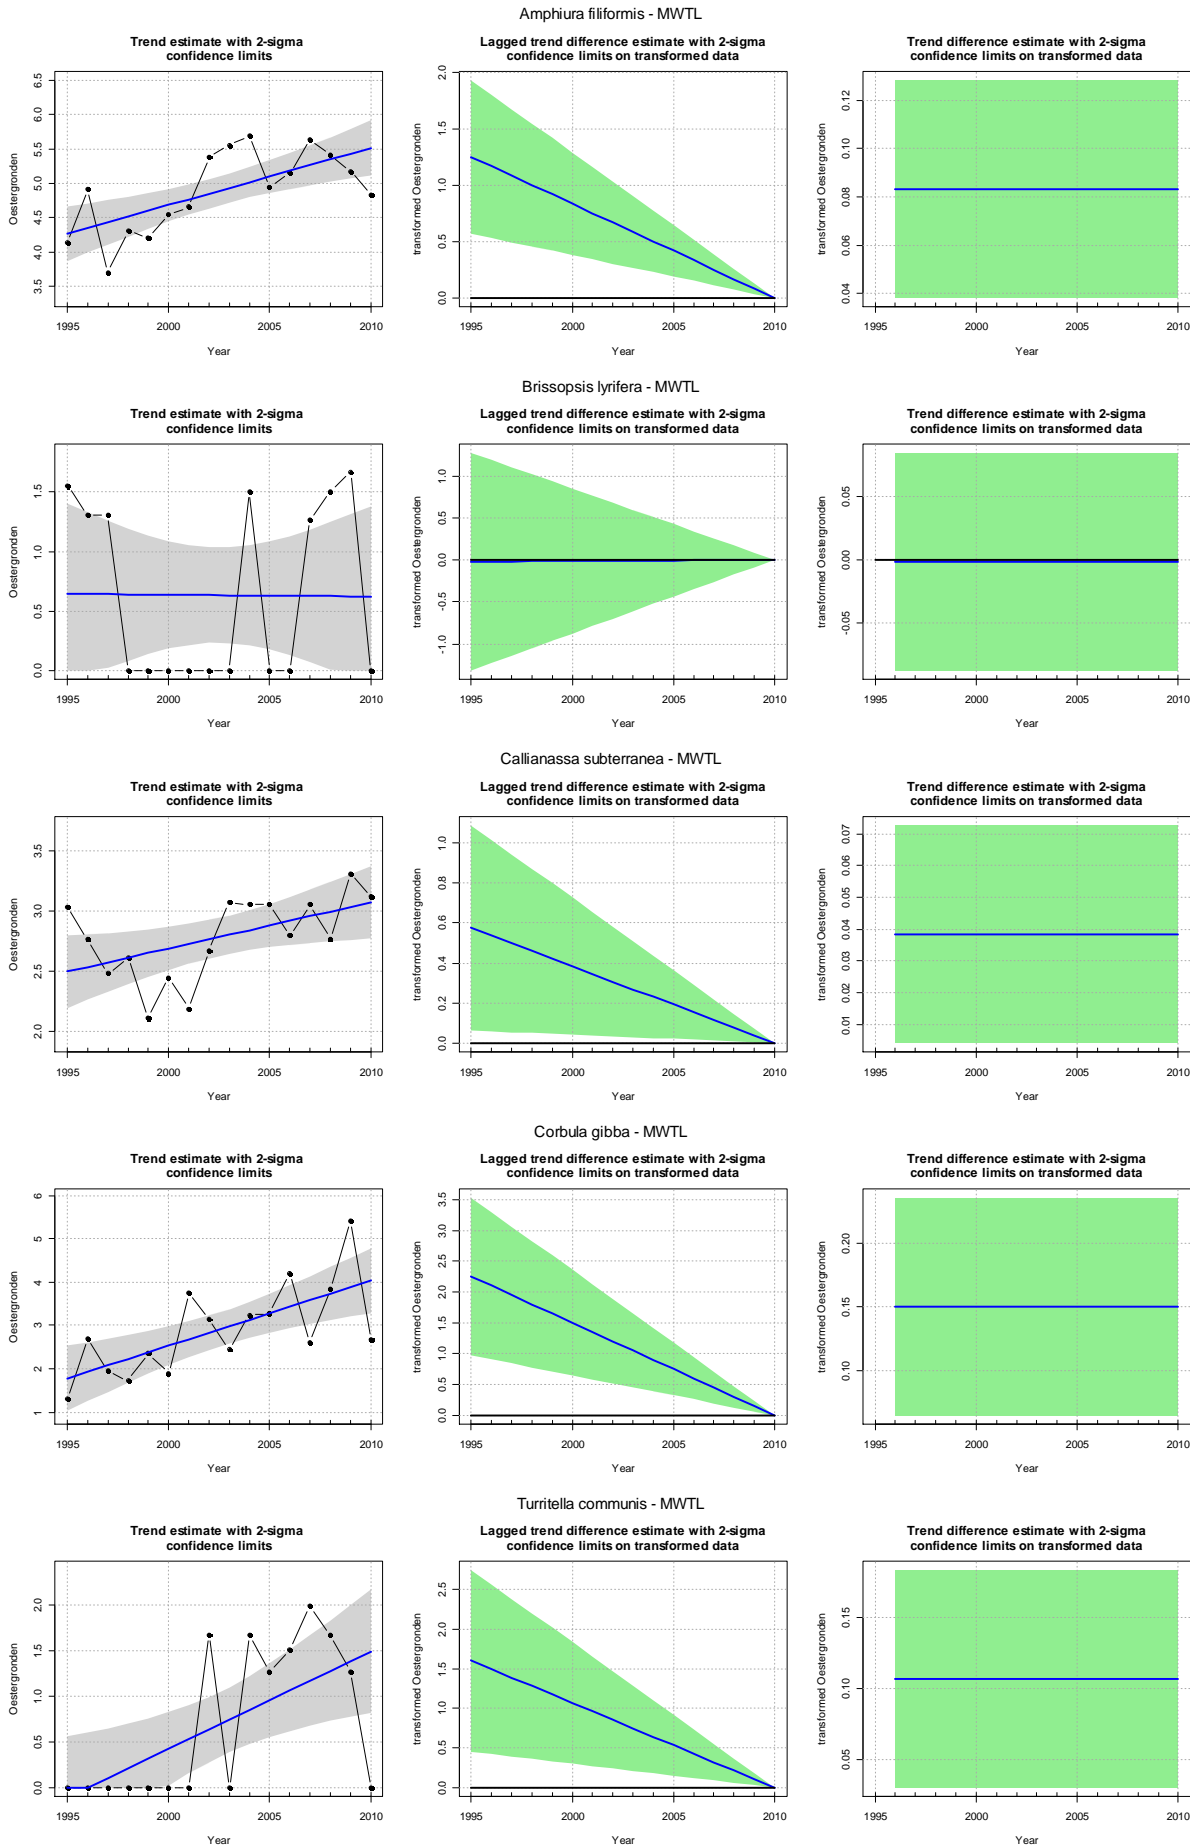 Amphiura filiformis - MWTL
Trend estimate with 2-sigma
confidence limits
Oestergronden
6.5
6.0
5.5
5.0
4.5
4.0
3.5
1995 2000 2005 2010
Year
Lagged trend difference estimate with 2-sigma
confidence limits on transformed data
transformed Oestergronden
2.0
1.5
1.0
0.5
0.0
1995 2000 2005 2010
Year
Trend difference estimate with 2-sigma
confidence limits on transformed data
transformed Oestergronden
0.12
0.10
0.08
0.06
0.04
1995 2000 2005 2010
Year
Brissopsis lyrifera - MWTL
Trend estimate with 2-sigma
confidence limits
Oestergronden
1.5
1.0
0.5
0.0
1995 2000 2005 2010
Year
Lagged trend difference estimate with 2-sigma
confidence limits on transformed data
transformed Oestergronden
1.0
0.5
0.0
-0.5
-1.0
1995 2000 2005 2010
Year
Trend difference estimate with 2-sigma
confidence limits on transformed data
transformed Oestergronden
0.05
0.00
-0.05
1995 2000 2005 2010
Year
Callianassa subterranea - MWTL
Trend estimate with 2-sigma
confidence limits
Oestergronden
3.5
3.0
2.5
2.0
1995 2000 2005 2010
Year
Lagged trend difference estimate with 2-sigma
confidence limits on transformed data
transformed Oestergronden
1.0
0.8
0.6
0.4
0.2
0.0
1995 2000 2005 2010
Year
Trend difference estimate with 2-sigma
confidence limits on transformed data
transformed Oestergronden
0.07
0.06
0.05
0.04
0.03
0.02
0.01
1995 2000 2005 2010
Year
Corbula gibba - MWTL
Trend estimate with 2-sigma
confidence limits
Oestergronden
6
5
4
3
2
1
1995 2000 2005 2010
Year
Lagged trend difference estimate with 2-sigma
confidence limits on transformed data
transformed Oestergronden
3.5
3.0
2.5
2.0
1.5
1.0
0.5
0.0
1995 2000 2005 2010
Year
Trend difference estimate with 2-sigma
confidence limits on transformed data
transformed Oestergronden
0.20
0.15
0.10
1995 2000 2005 2010
Year
Turritella communis - MWTL
Trend estimate with 2-sigma
confidence limits
Oestergronden
2.0
1.5
1.0
0.5
0.0
1995 2000 2005 2010
Year
Lagged trend difference estimate with 2-sigma
confidence limits on transformed data
transformed Oestergronden
2.5
2.0
1.5
1.0
0.5
0.0
1995 2000 2005 2010
Year
Trend difference estimate with 2-sigma
confidence limits on transformed data
transformed Oestergronden
0.15
0.10
0.05
1995 2000 2005 2010
Year